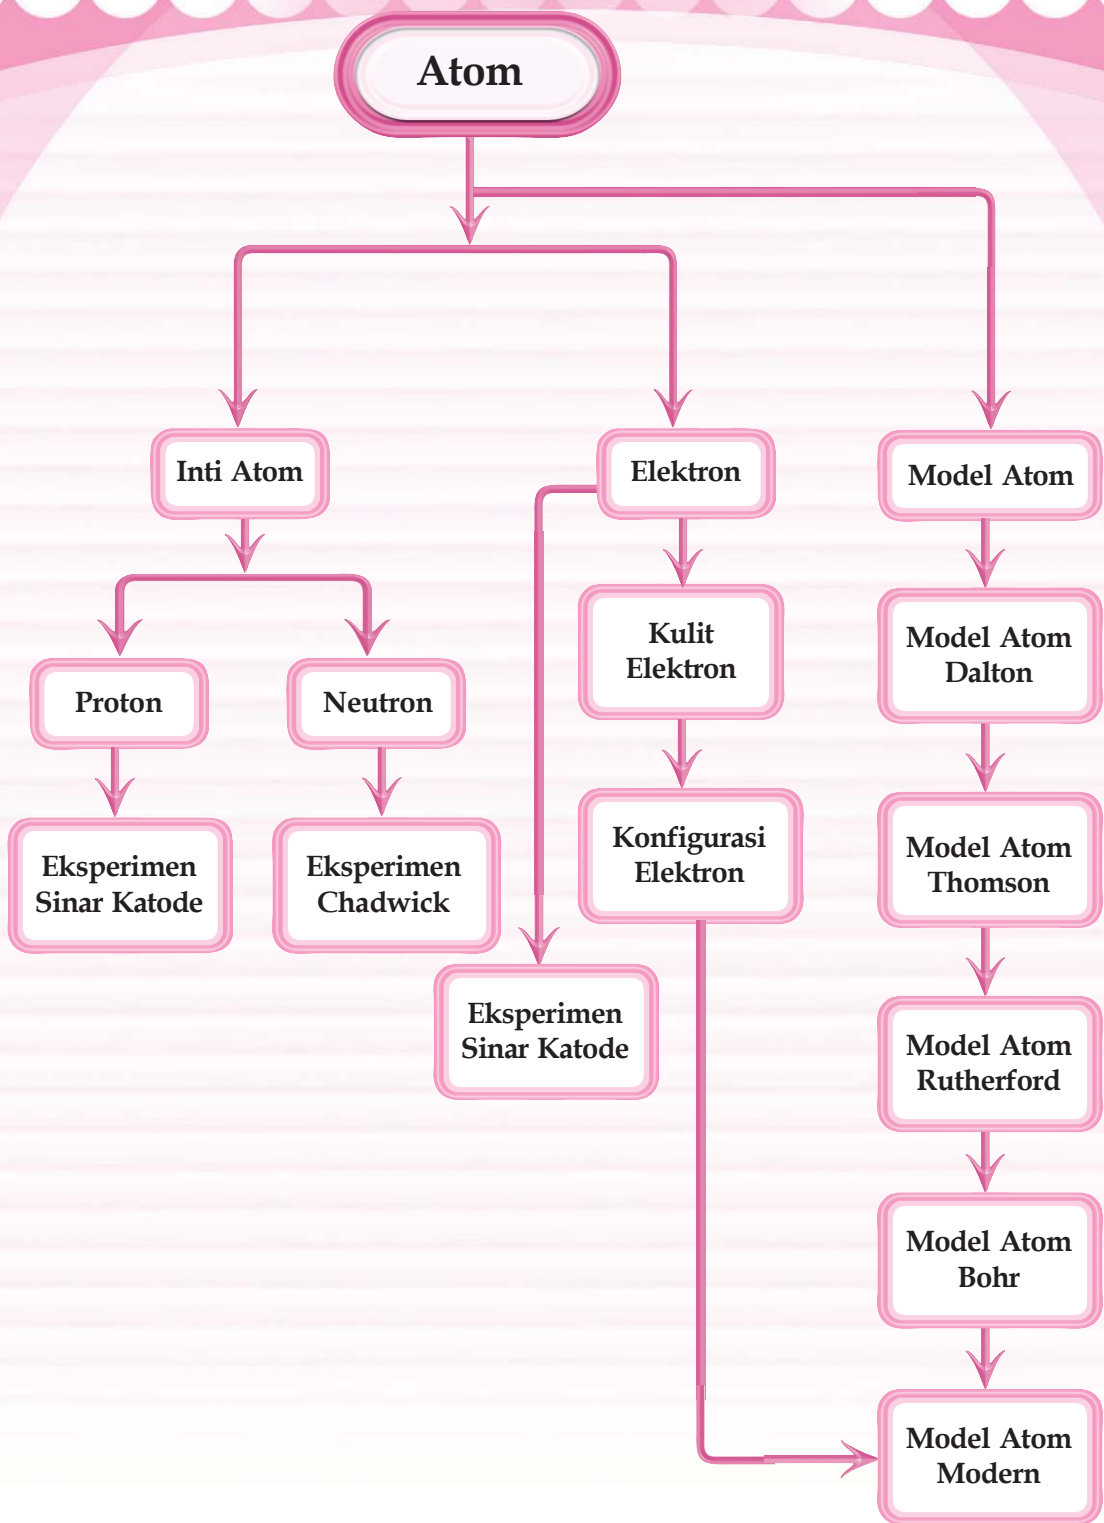 Atom
Inti Atom
Elektron
Model Atom
Kulit
Elektron
Model Atom
Dalton
Proton
Neutron
Konfigurasi
Elektron
Model Atom
Thomson
Eksperimen
Sinar Katode
Eksperimen
Chadwick
Eksperimen
Sinar Katode
Model Atom
Rutherford
Model Atom
Bohr
Model Atom
Modern